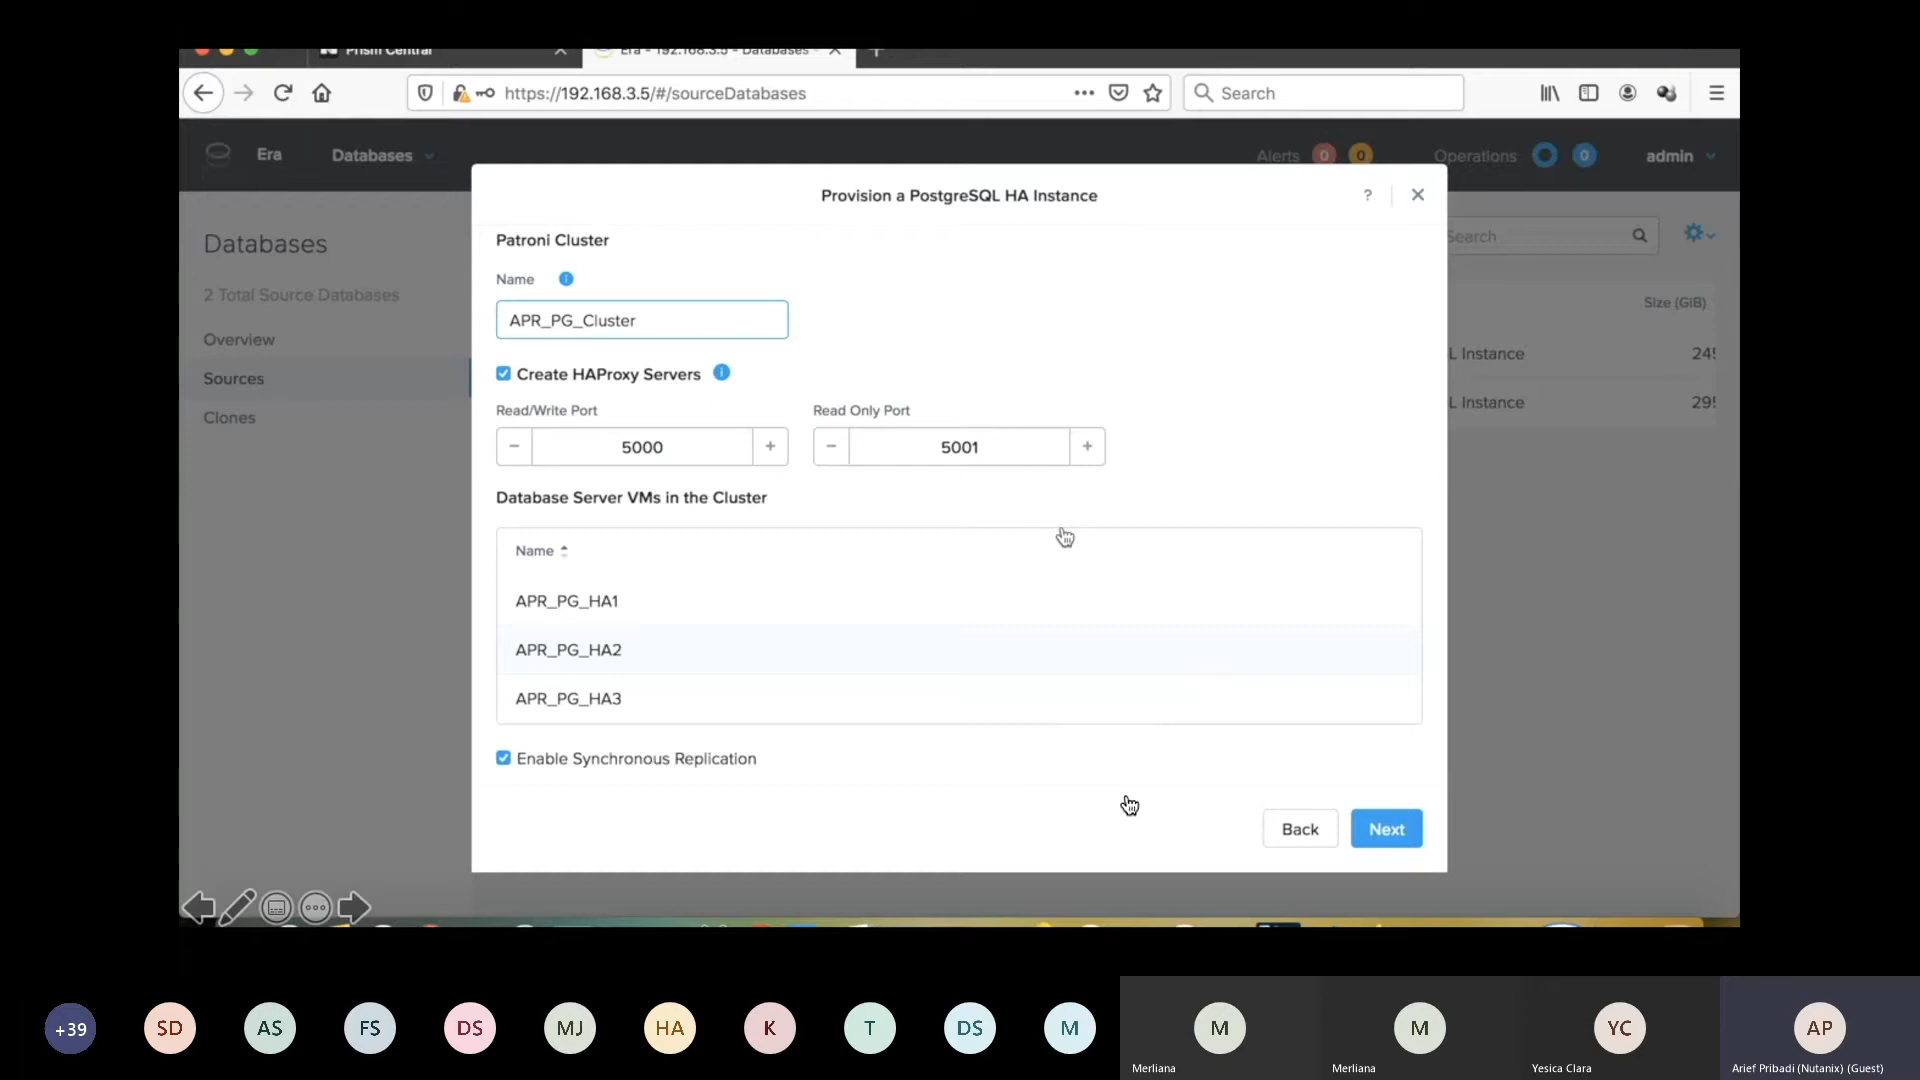 Prism Central
Era - 192.168.3.5 - Databases
https://192.168.3.5/#/sourceDatabases
Search
Era
Databases
Alerts 0 0
Operations 0
admin
Provision a PostgreSQL HA Instance
?
Databases
2 Total Source Databases
Overview
Sources
Clones
Search
Size (GiB)
L Instance 245
L Instance 295
Patroni Cluster
Name
APR_PG_Cluster
Create HAProxy Servers
Read/Write Port
Read Only Port
− 5000 +
− 5001 +
Database Server VMs in the Cluster
Name
APR_PG_HA1
APR_PG_HA2
APR_PG_HA3
Enable Synchronous Replication
Back
Next
+39
SD
AS
FS
DS
MJ
HA
K
T
DS
M
M
M
YC
AP
Merliana
Merliana
Yesica Clara
Arief Pribadi (Nutanix) (Guest)